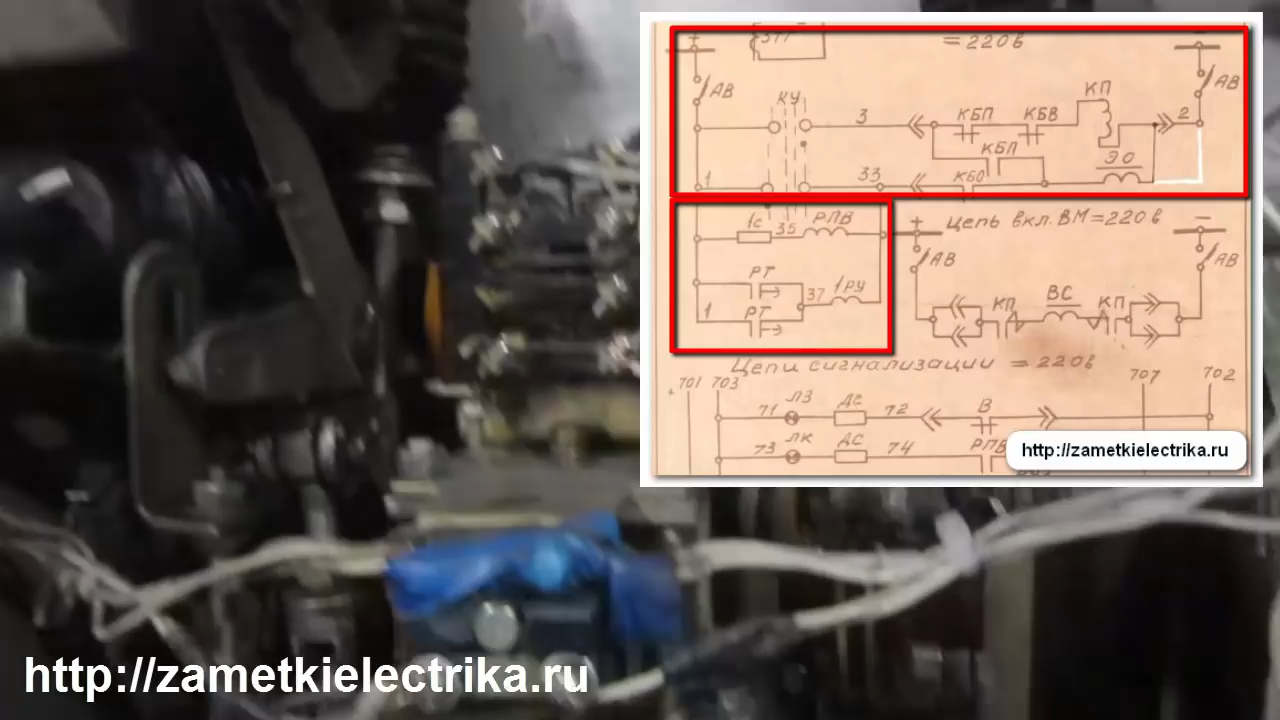 = 220в
+
-
АВ
АВ
КУ
3
КБП
КБВ
КП
2
КБП
ЭО
1
33
КБО
1с
35
РПВ
+
Цепь вкл. ВМ = 220 в
-
АВ
АВ
РТ
37
1РУ
1
РТ
КП
ВС
КП
Цепи сигнализации = 220в
701
703
707
702
71
ЛЗ
ДС
72
В
73
ЛК
ДС
74
РПВ
http://zametkielectrika.ru
http://zametkielectrika.ru